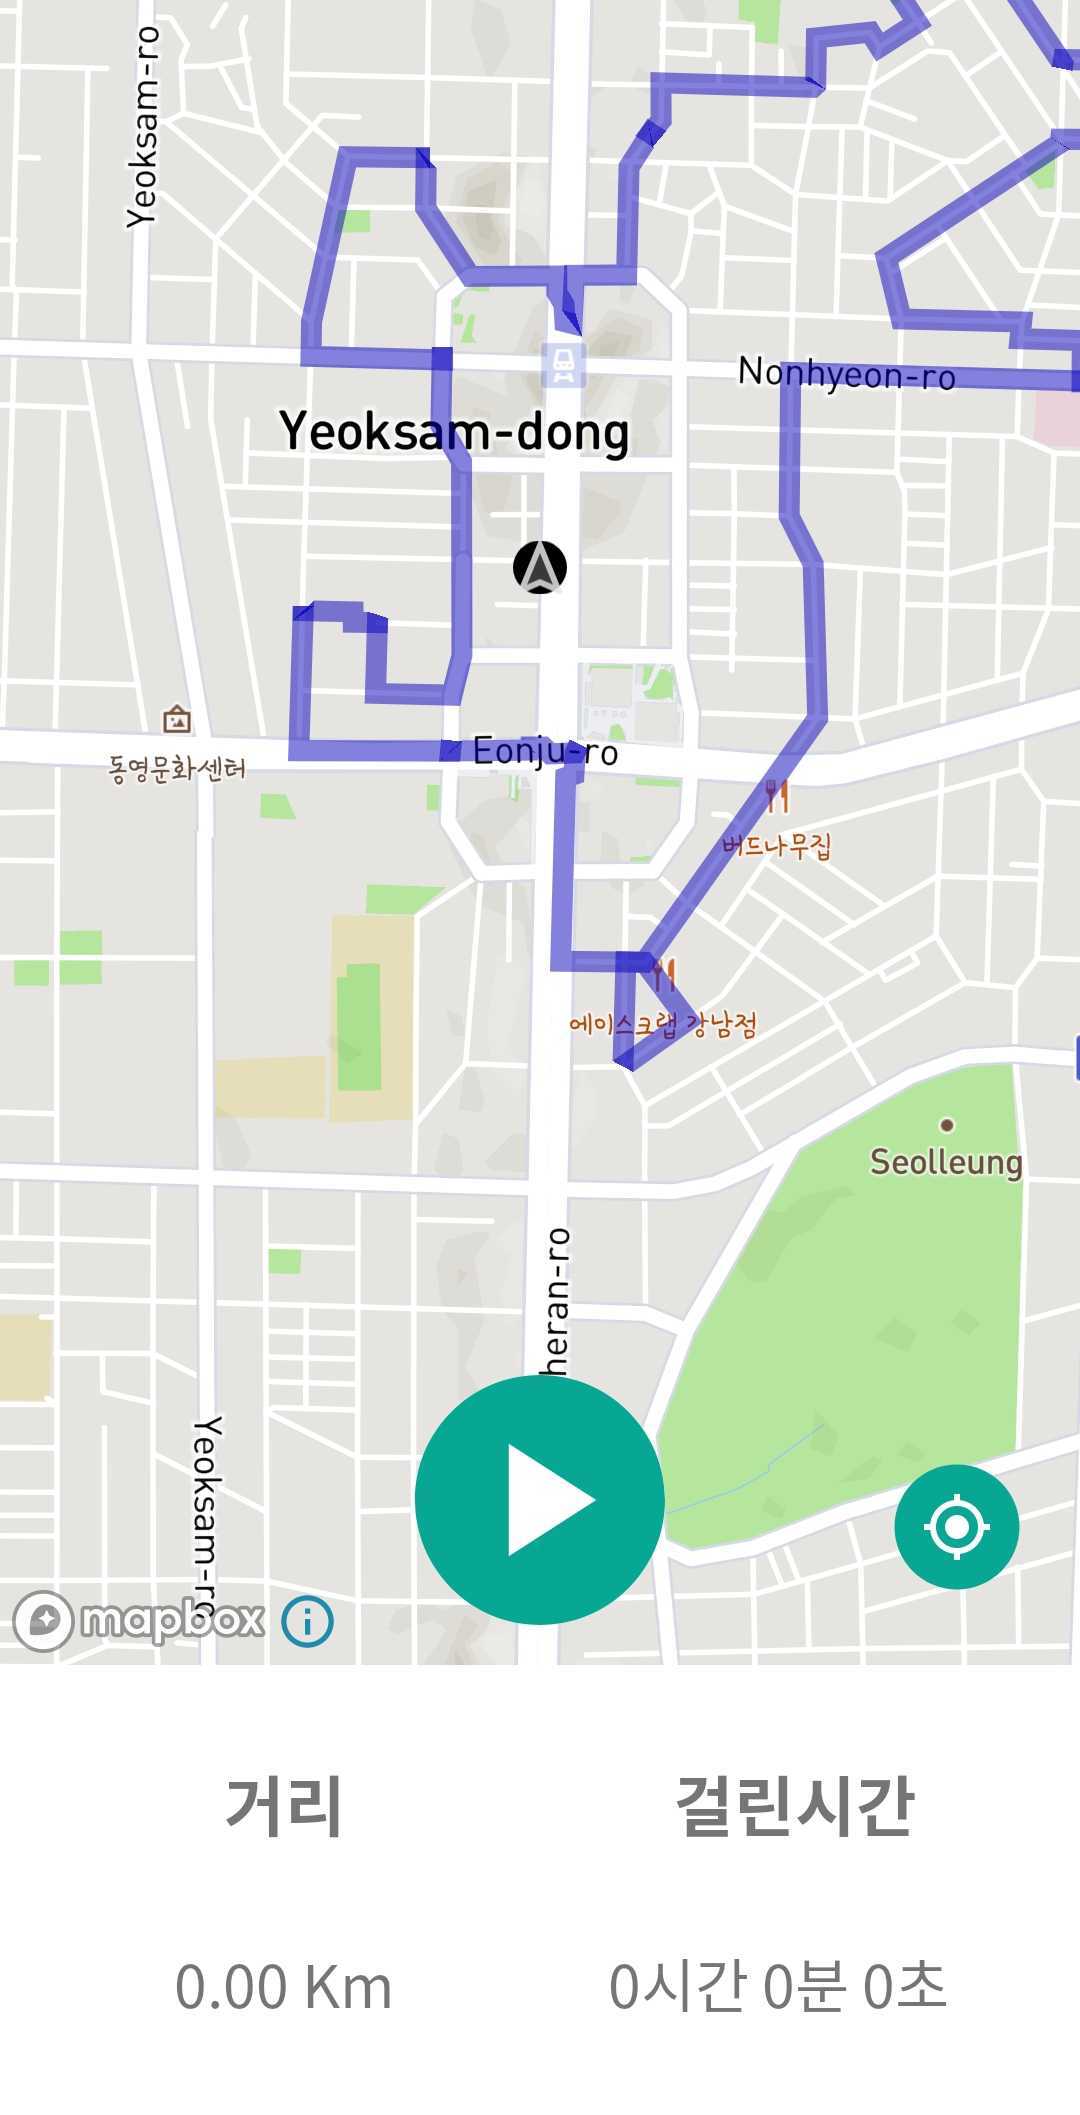 Yeoksam-ro
Nonhyeon-ro
Yeoksam-dong
Eonju-ro
동영문화센터
버드나무집
에이스크랩 강남점
Seolleung
heran-ro
Yeoksam-ro
mapbox
거리
걸린시간
0.00 Km
0시간 0분 0초